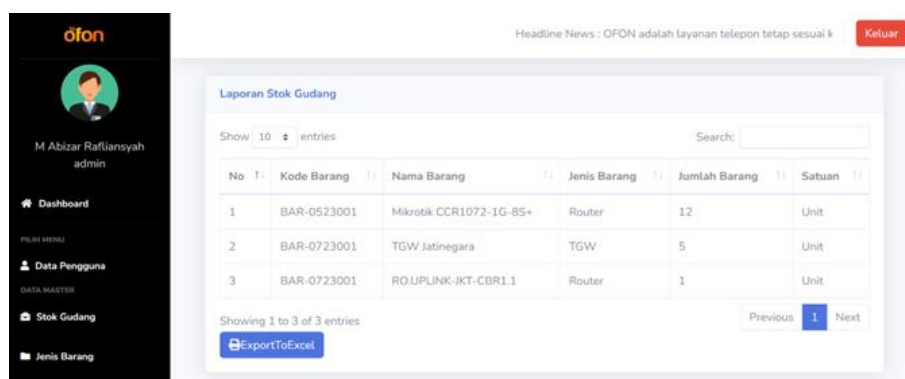 ofon
Headline News : OFON adalah layanan telepon tetap sesuai k
Keluar
M Abizar Rafliansyah
admin
Dashboard
PILIH MENU
Data Pengguna
DATA MASTER
Stok Gudang
Jenis Barang
Laporan Stok Gudang
Show 10 entries
Search:
No Kode Barang Nama Barang Jenis Barang Jumlah Barang Satuan
1 BAR-0523001 Mikrotik CCR1072-1G-8S+ Router 12 Unit
2 BAR-0723001 TGW Jatinegara TGW 5 Unit
3 BAR-0723001 RO.UPLINK-JKT-CBR1.1 Router 1 Unit
Showing 1 to 3 of 3 entries
Previous 1 Next
ExportToExcel